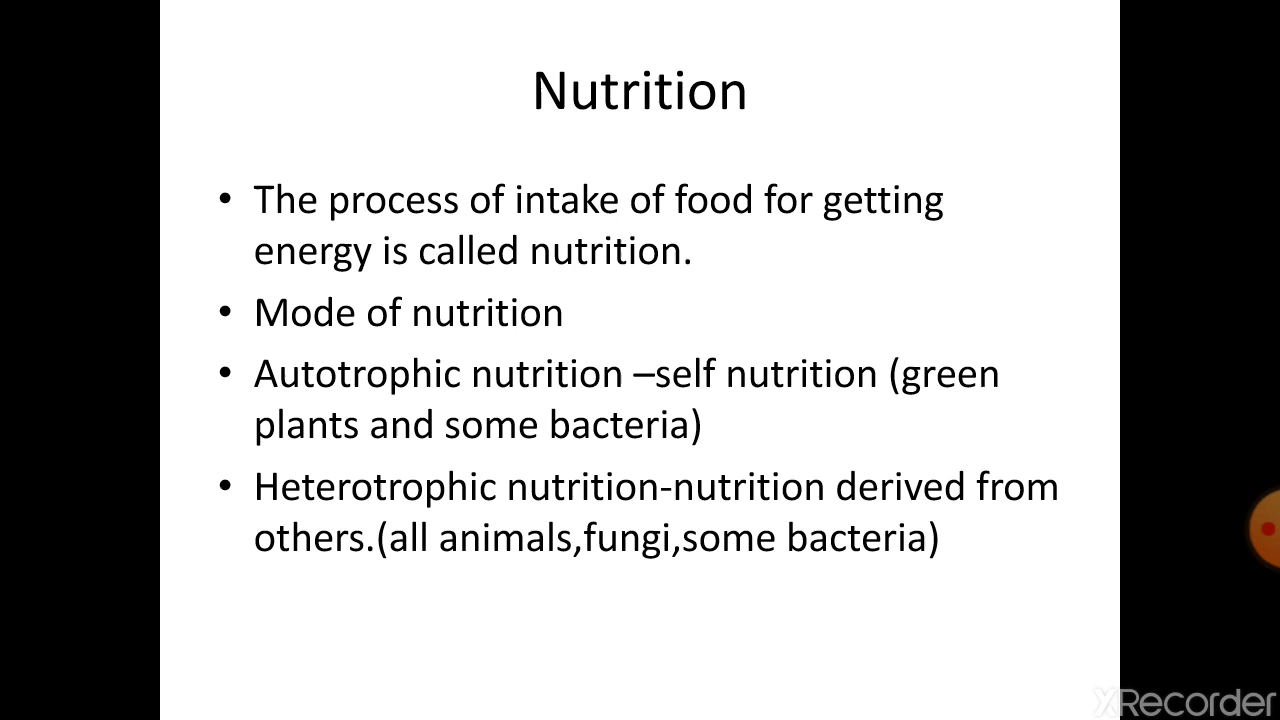 Nutrition
• The process of intake of food for getting
energy is called nutrition.
• Mode of nutrition
• Autotrophic nutrition –self nutrition (green
plants and some bacteria)
• Heterotrophic nutrition-nutrition derived from
others.(all animals,fungi,some bacteria)
XRecorder